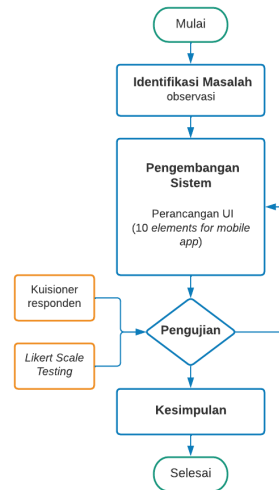 Mulai
Identifikasi Masalah
observasi
Pengembangan
Sistem
Perancangan UI
(10 elements for mobile
app)
Kuisioner
responden
Pengujian
Likert Scale
Testing
Kesimpulan
Selesai